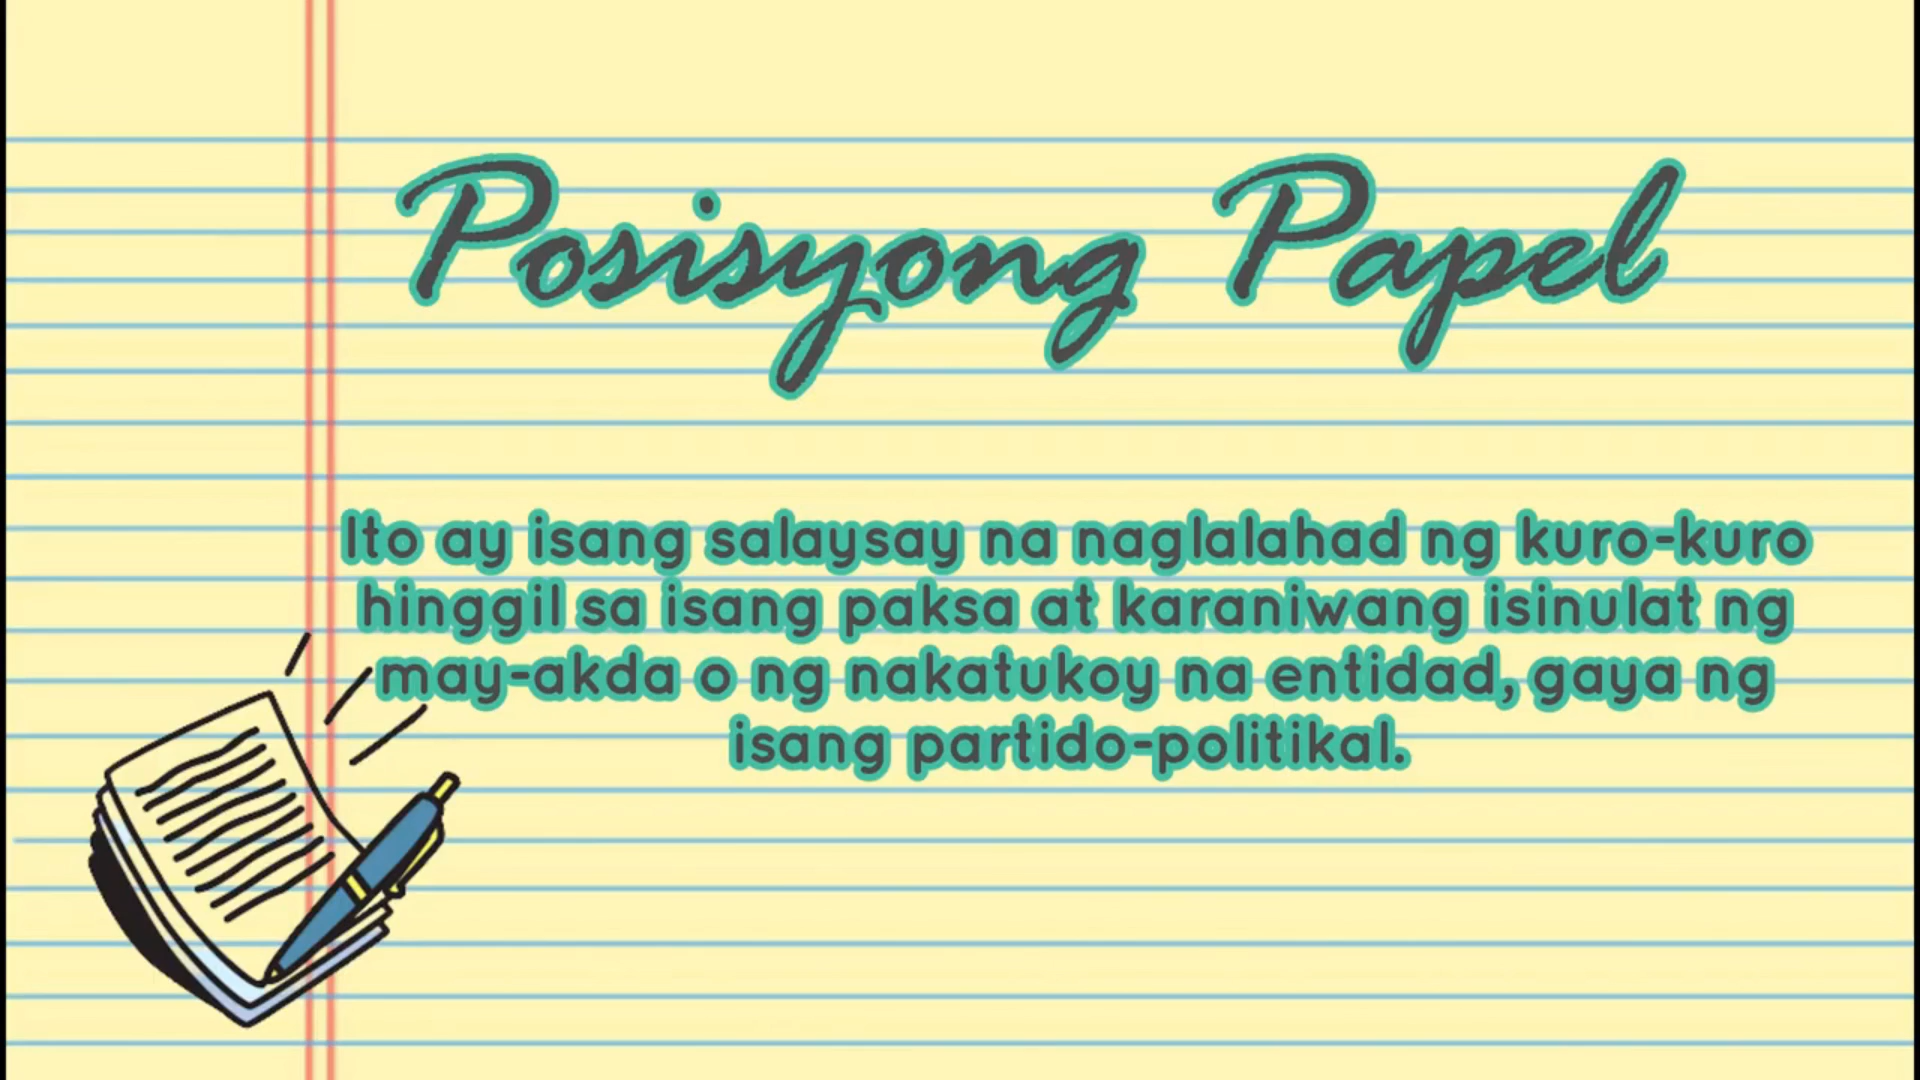 Posisyong Papel
Ito ay isang salaysay na naglalahad ng kuro-kuro
hinggil sa isang paksa at karaniwang isinulat ng
may-akda o ng nakatukoy na entidad, gaya ng
isang partido-politikal.